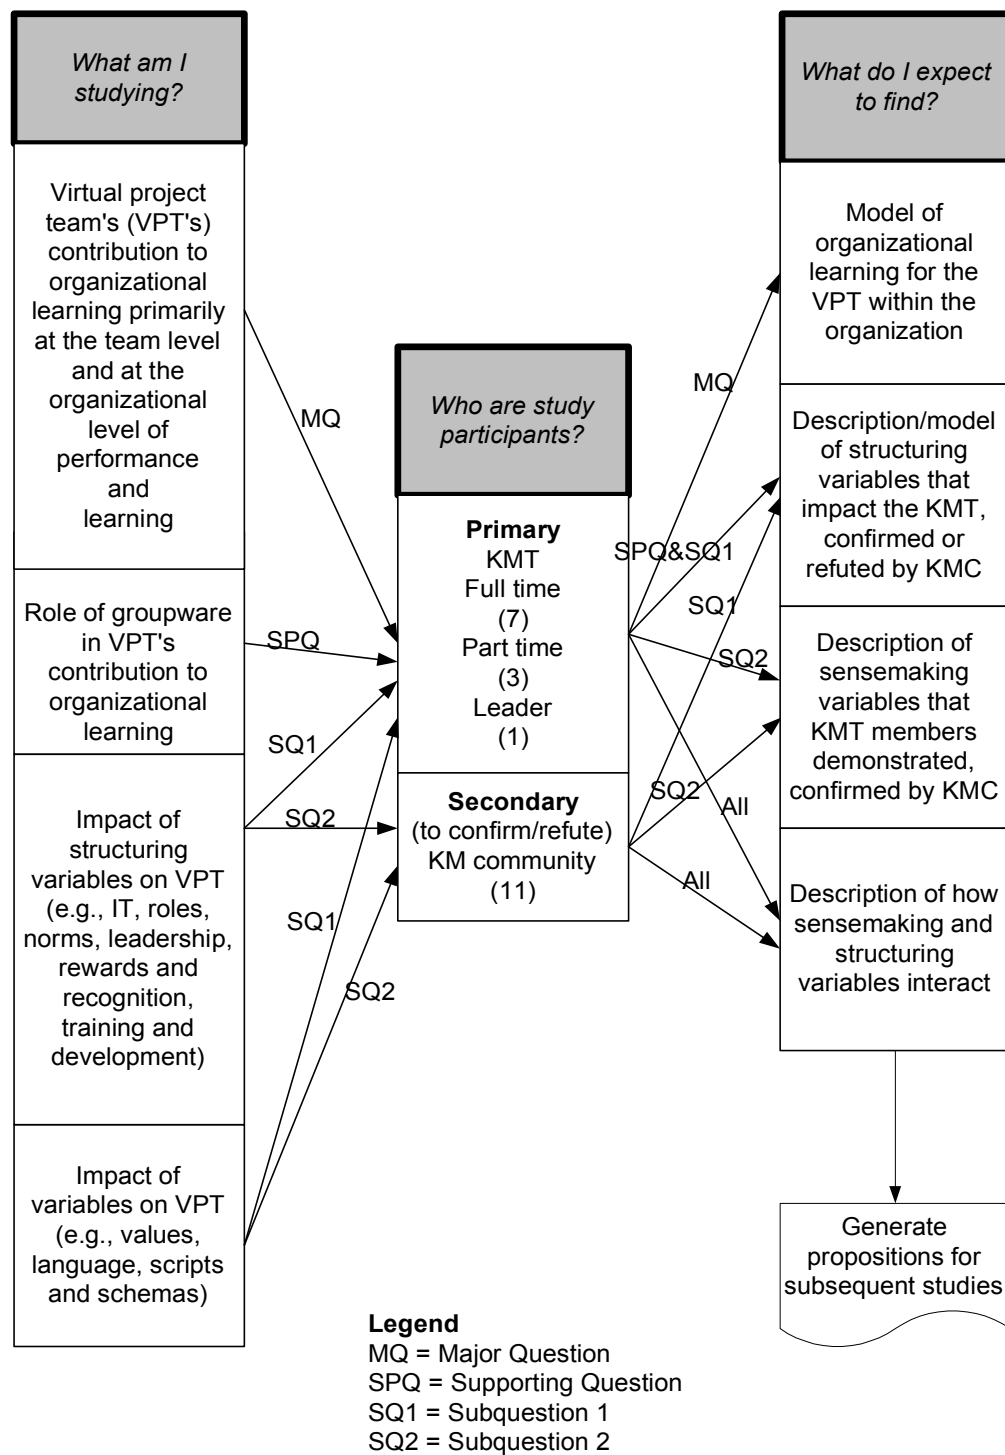 What am I
studying?
Virtual project
team's (VPT's)
contribution to
organizational
learning primarily
at the team level
and at the
organizational
level of
performance
and
learning
Role of groupware
in VPT's
contribution to
organizational
learning
Impact of
structuring
variables on VPT
(e.g., IT, roles,
norms, leadership,
rewards and
recognition,
training and
development)
Impact of
variables on VPT
(e.g., values,
language, scripts
and schemas)
MQ
SPQ
SQ1
SQ2
SQ1
SQ2
Who are study
participants?
Primary
KMT
Full time
(7)
Part time
(3)
Leader
(1)
Secondary
(to confirm/refute)
KM community
(11)
MQ
SPQ&SQ1
SQ1
SQ2
SQ2
All
All
What do I expect
to find?
Model of
organizational
learning for the
VPT within the
organization
Description/model
of structuring
variables that
impact the KMT,
confirmed or
refuted by KMC
Description of
sensemaking
variables that
KMT members
demonstrated,
confirmed by KMC
Description of how
sensemaking and
structuring
variables interact
Generate
propositions for
subsequent studies
Legend
MQ = Major Question
SPQ = Supporting Question
SQ1 = Subquestion 1
SQ2 = Subquestion 2